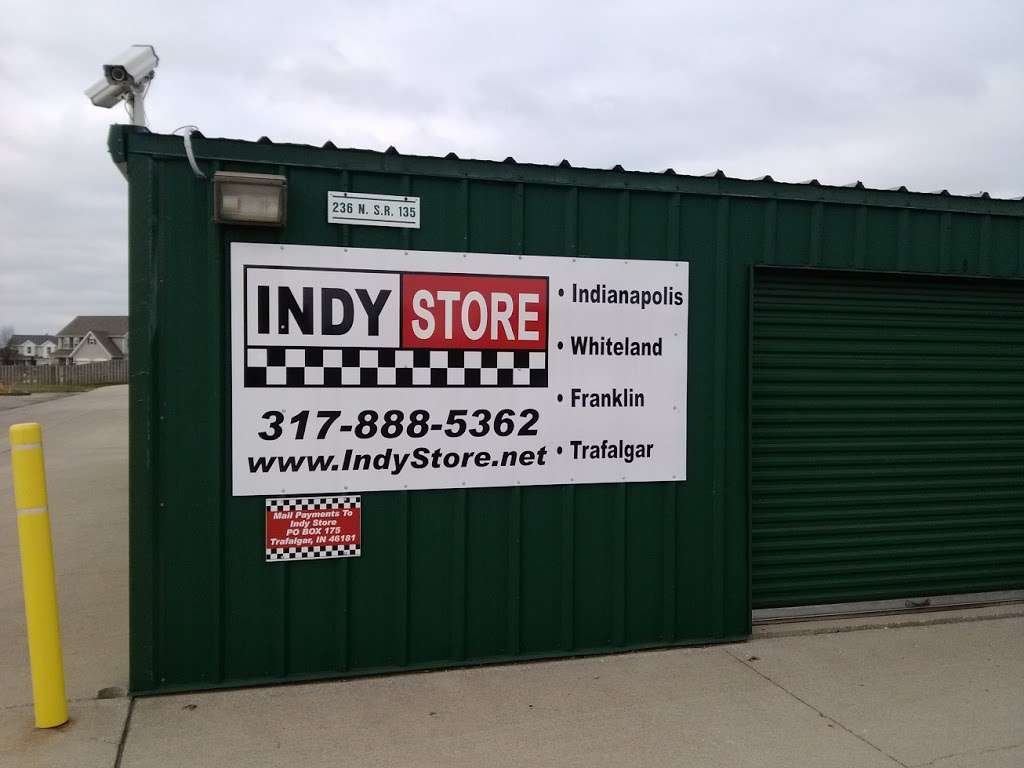 236 N. S.R. 135
INDY STORE
317-888-5362
www.IndyStore.net
• Indianapolis
• Whiteland
• Franklin
• Trafalgar
Mail Payments To
Indy Store
PO BOX 175
Trafalgar, IN 46181